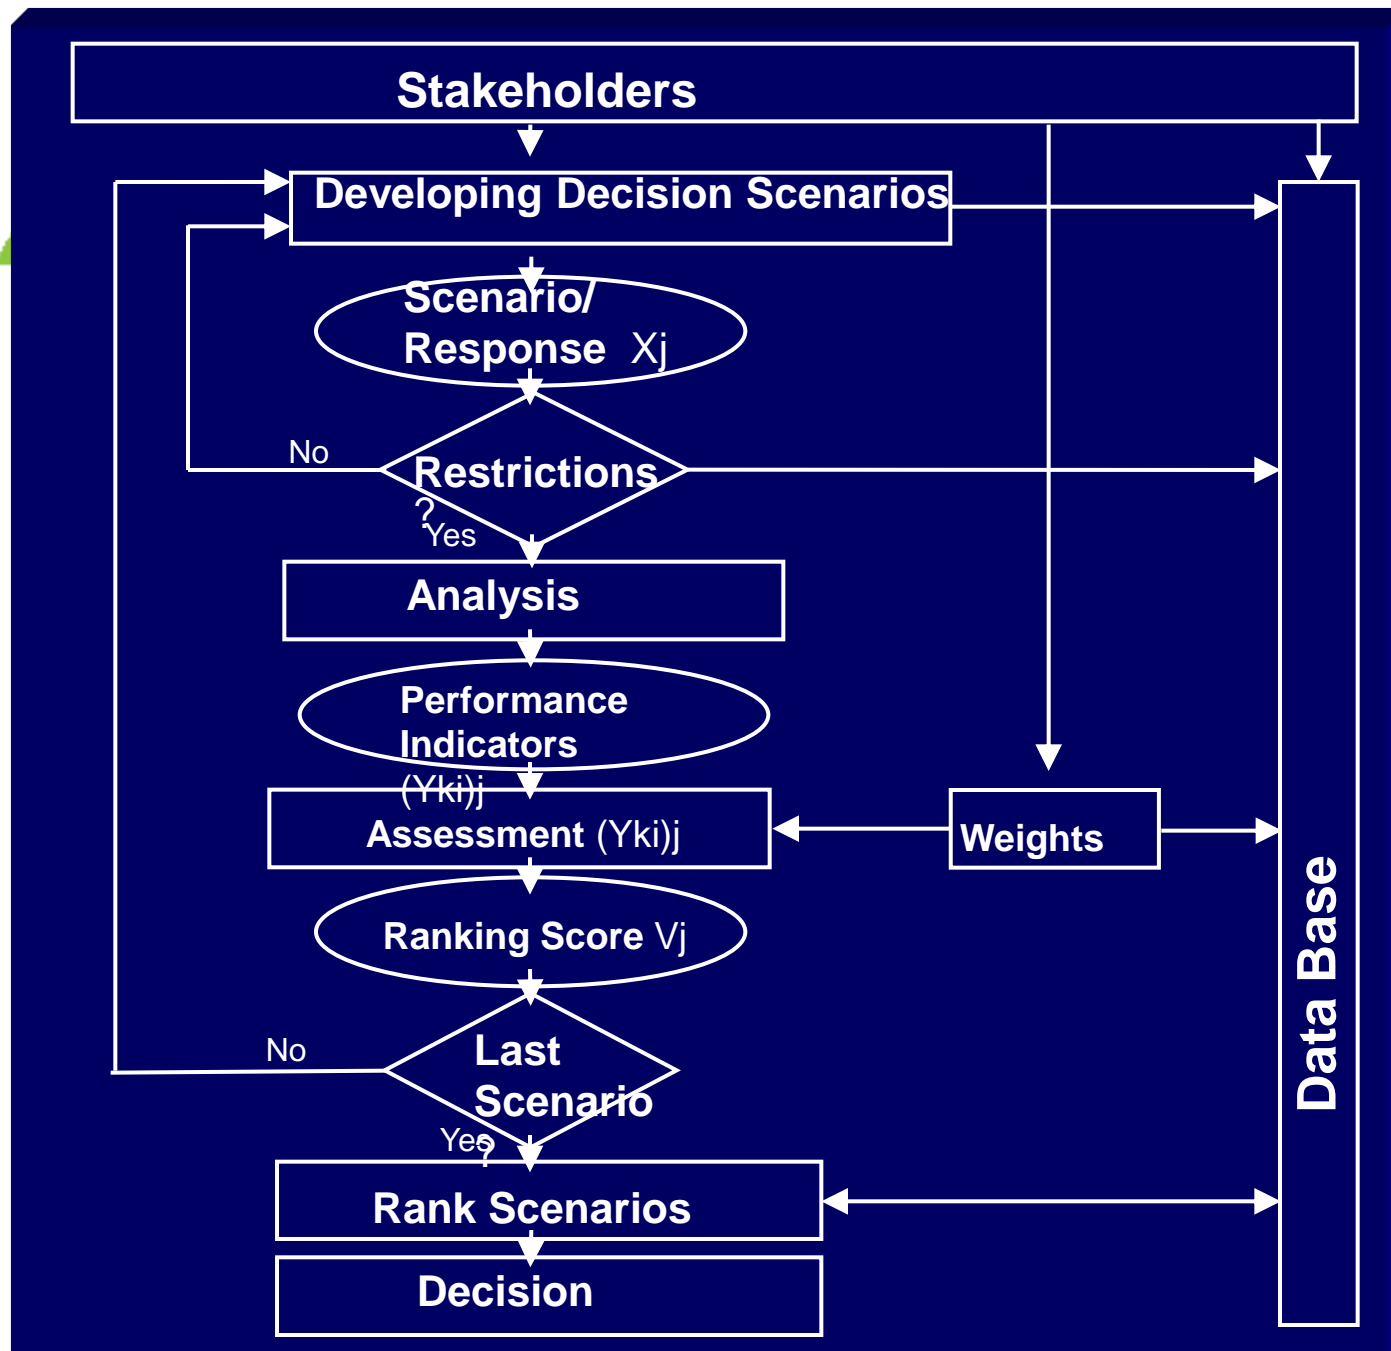 Stakeholders
Developing Decision Scenarios
Scenario/
Response Xj
No
Restrictions
?
Yes
Analysis
Performance
Indicators
(Yki)j
Assessment (Yki)j
Weights
Ranking Score Vj
Last
Scenario
?
No
Yes
Rank Scenarios
Decision
Data Base